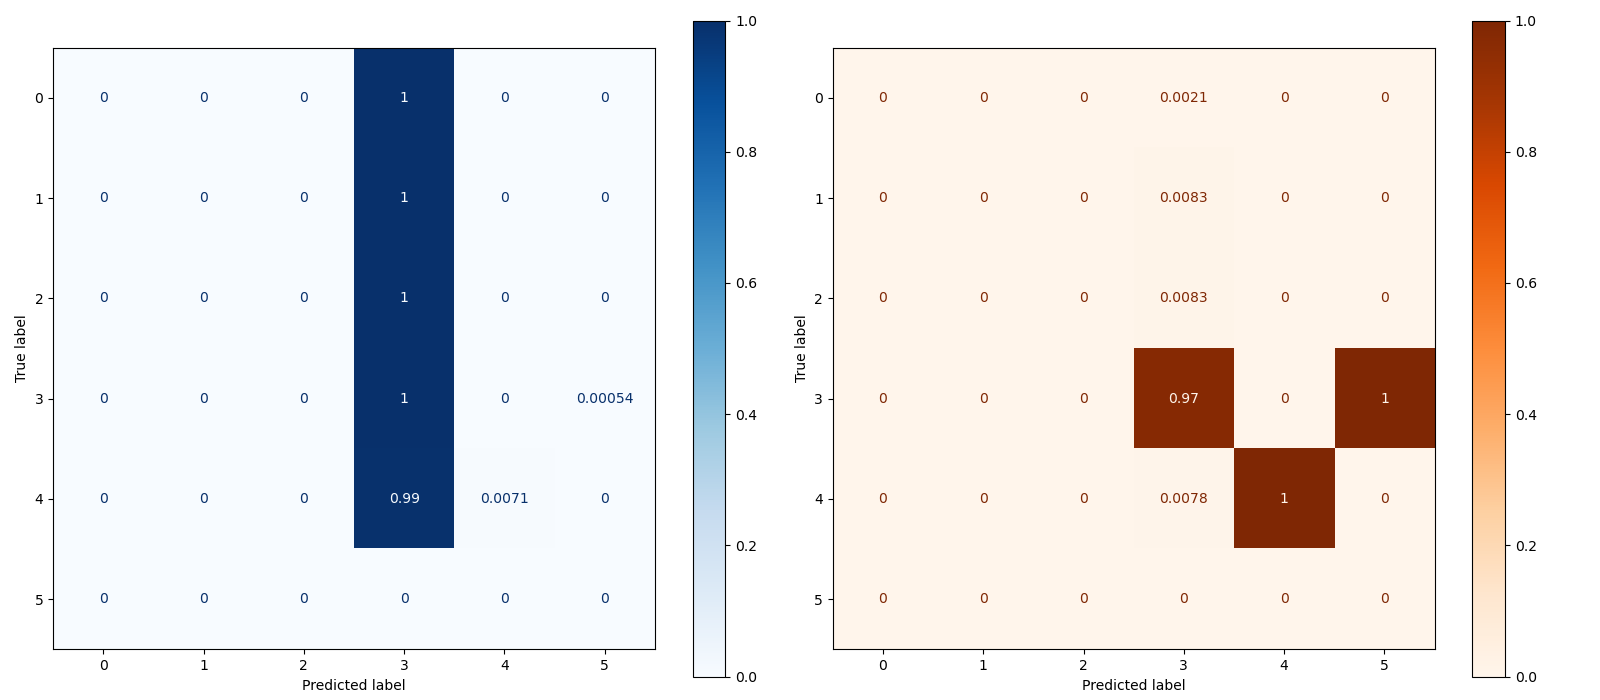 1.0
1.0
0 0 0 0 1 0 0
0 0 0 0 0.0021 0 0
0.8
0.8
1 0 0 0 1 0 0
1 0 0 0 0.0083 0 0
0.6
0.6
2 0 0 0 1 0 0
2 0 0 0 0.0083 0 0
True label
True label
0.4
0.4
3 0 0 0 1 0 0.00054
3 0 0 0 0.97 0 1
4 0 0 0 0.99 0.0071 0
4 0 0 0 0.0078 1 0
0.2
0.2
5 0 0 0 0 0 0
5 0 0 0 0 0 0
0.0
0.0
0 1 2 3 4 5
0 1 2 3 4 5
Predicted label
Predicted label